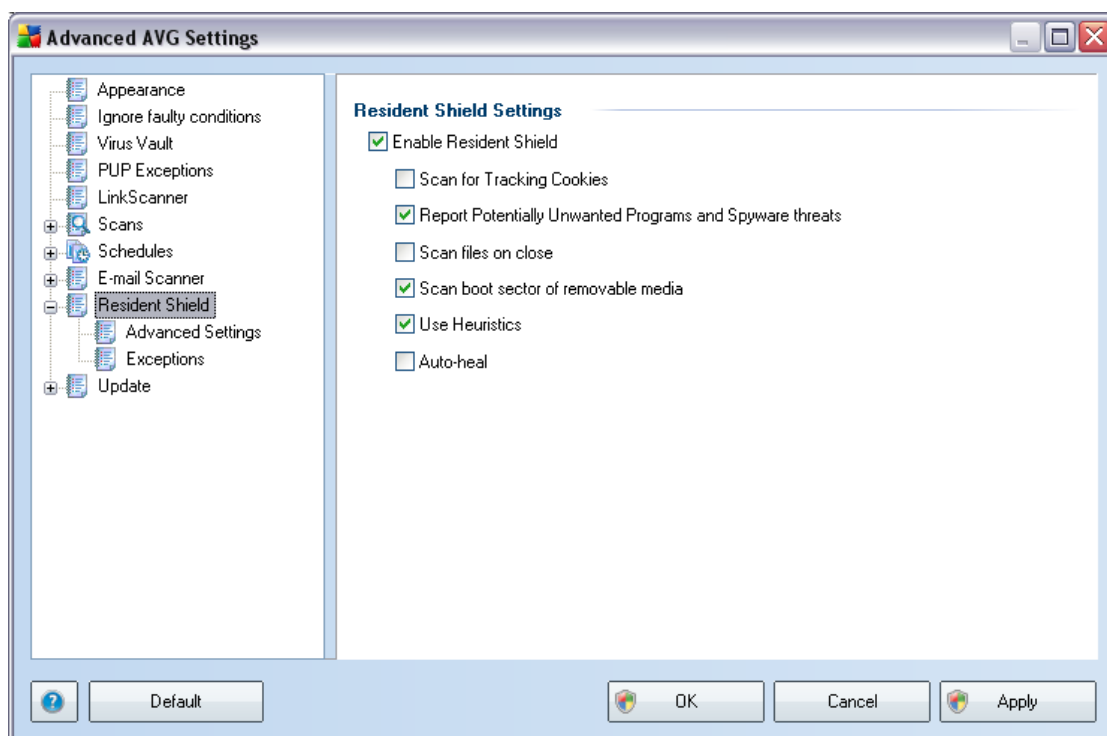 Advanced AVG Settings
Appearance
Ignore faulty conditions
Virus Vault
PUP Exceptions
LinkScanner
Scans
Schedules
E-mail Scanner
Resident Shield
Advanced Settings
Exceptions
Update
Resident Shield Settings
Enable Resident Shield
Scan for Tracking Cookies
Report Potentially Unwanted Programs and Spyware threats
Scan files on close
Scan boot sector of removable media
Use Heuristics
Auto-heal
Default
OK
Cancel
Apply